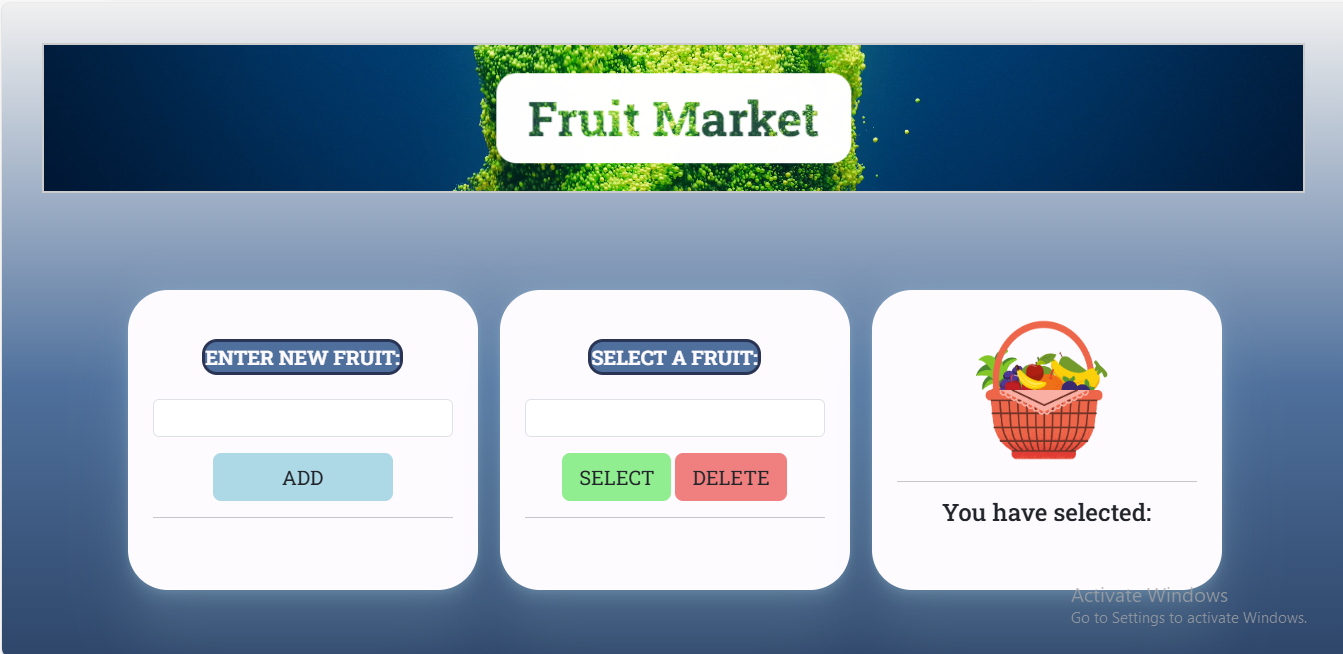 Fruit Market
ENTER NEW FRUIT:
ADD
SELECT A FRUIT:
SELECT DELETE
You have selected:
Activate Windows
Go to Settings to activate Windows.